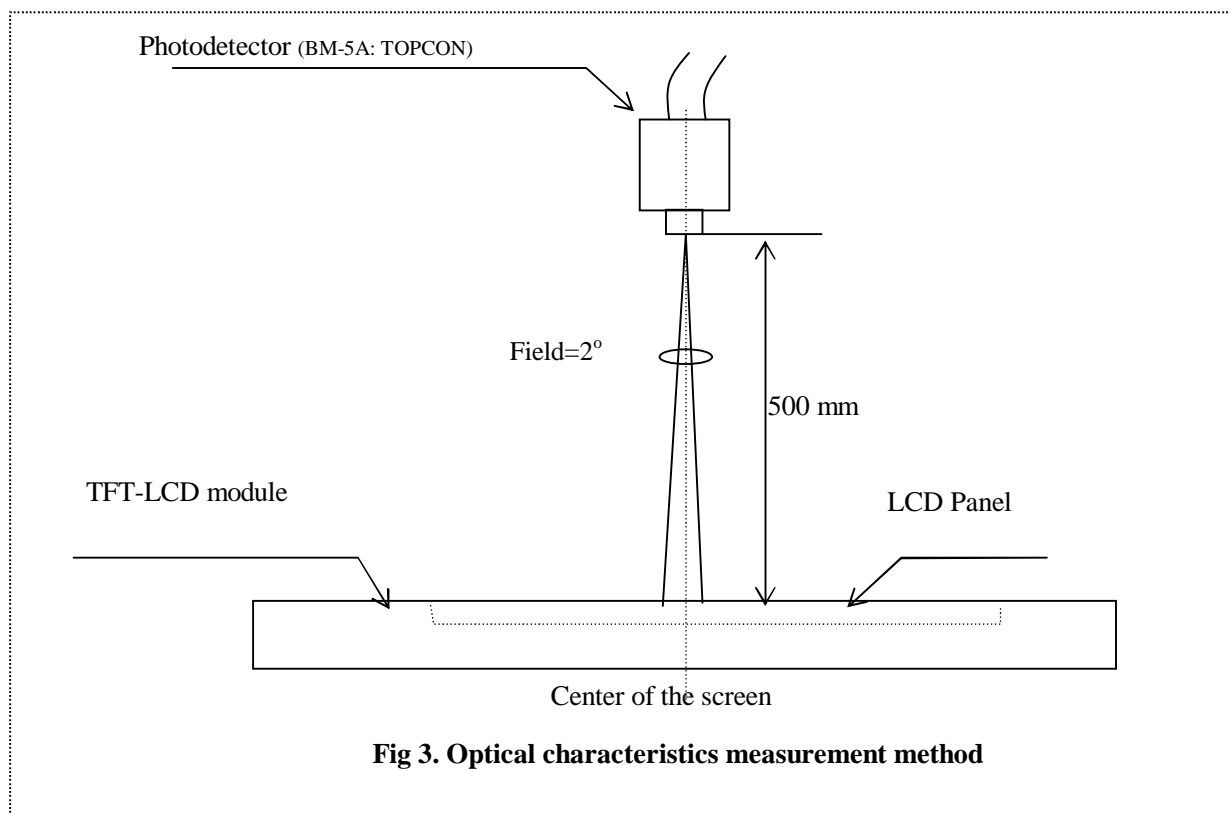 Photodetector (BM-5A: TOPCON)
Field=2°
500 mm
TFT-LCD module
LCD Panel
Center of the screen
Fig 3. Optical characteristics measurement method